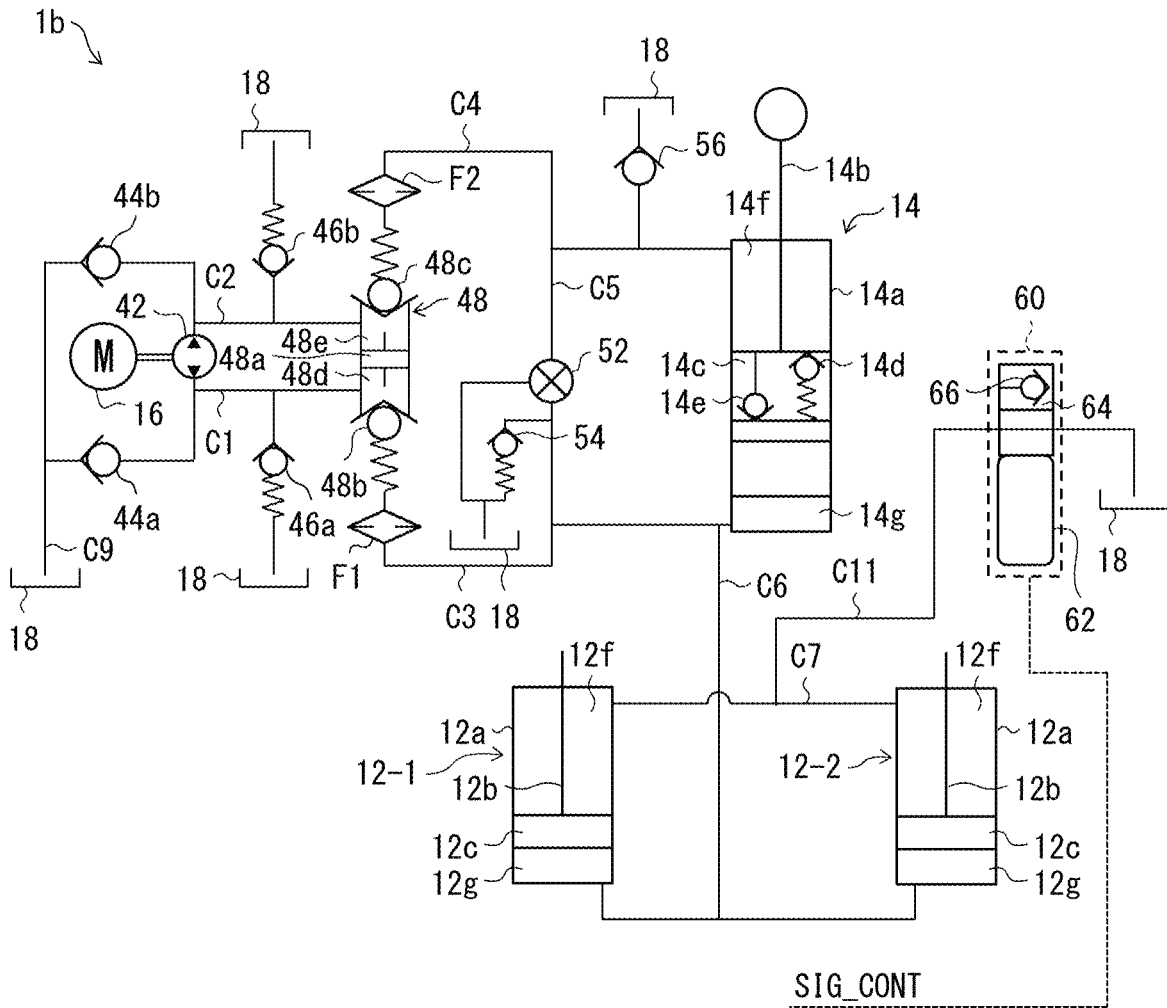 1b
18
C4
18
56
F2
14b
14f
14
44b
46b
48c
C2
42
48
C5
14a
60
48e
52
M
48a
14c
14d
48d
14e
66
64
16
C1
54
48b
44a
46a
14g
C9
18
F1
C3
18
C6
C11
18
18
62
12f
C7
12f
12a
12a
12-1
12-2
12b
12b
12c
12c
12g
12g
SIG_CONT